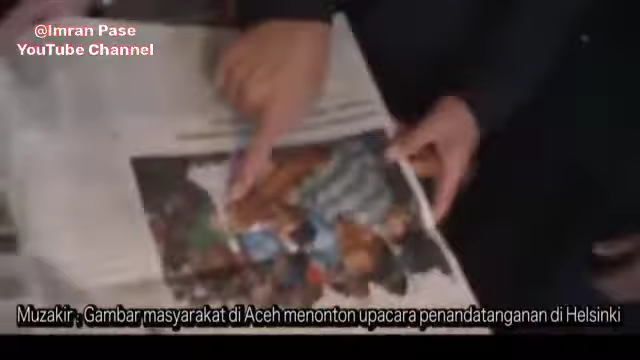 @Imran Pase
YouTube Channel
Muzakir : Gambar masyarakat di Aceh menonton upacara penandatanganan di Helsinki